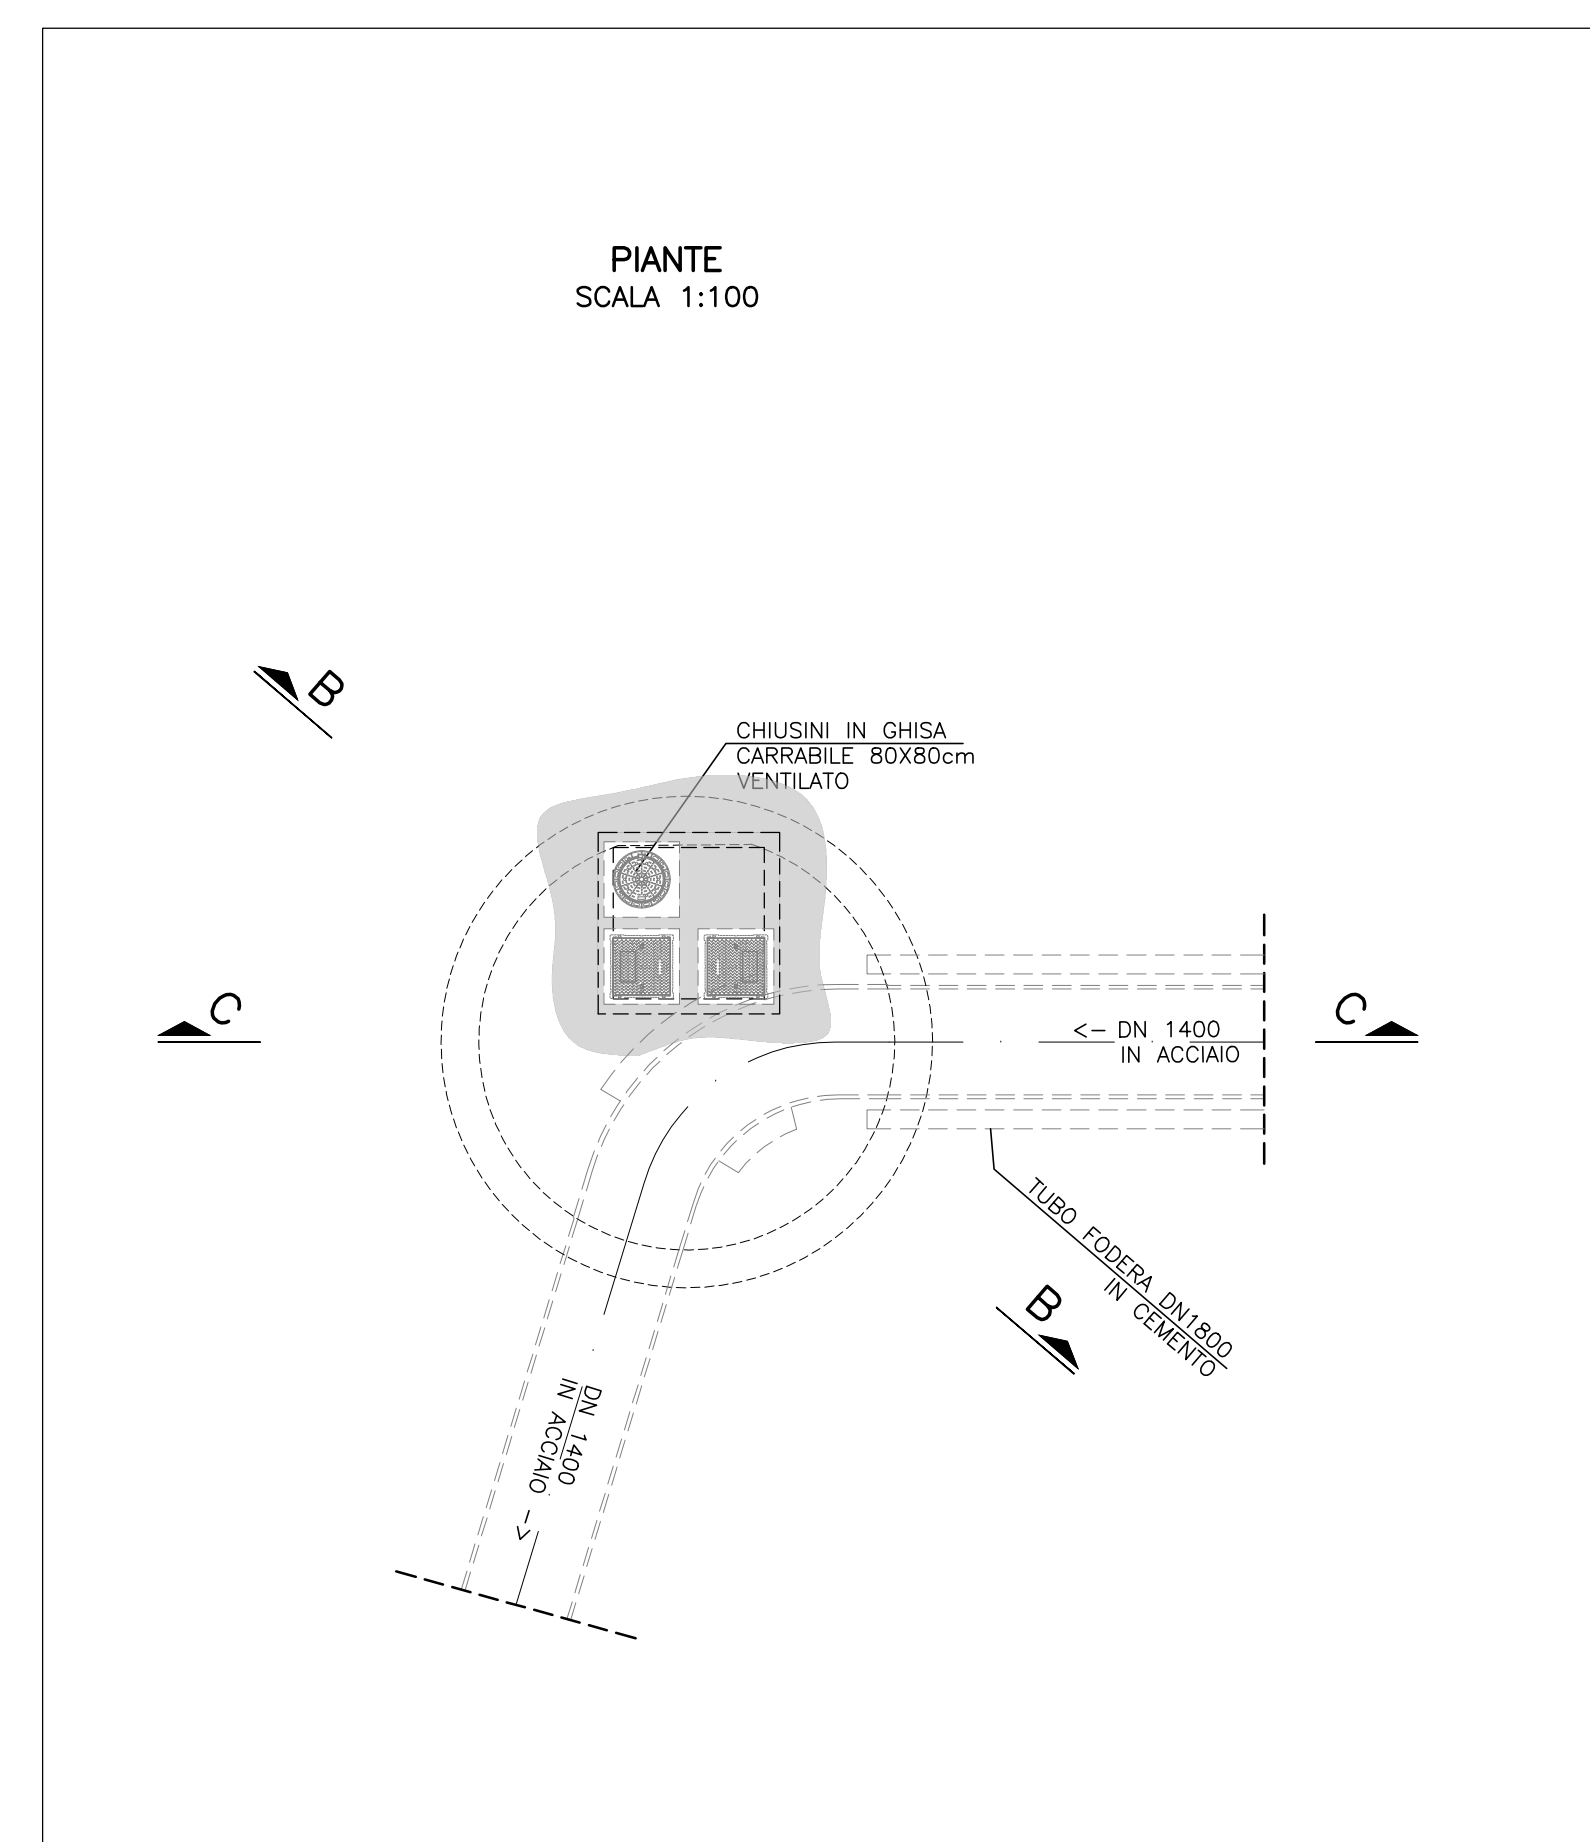 PIANTE
SCALA 1:100
B
CHIUSINI IN GHISA
CARRABILE 80X80cm
VENTILATO
C
C
<- DN 1400
IN ACCIAIO
TUBO FODERA DN1800
IN CEMENTO
B
DN 1400
IN ACCIAIO ->